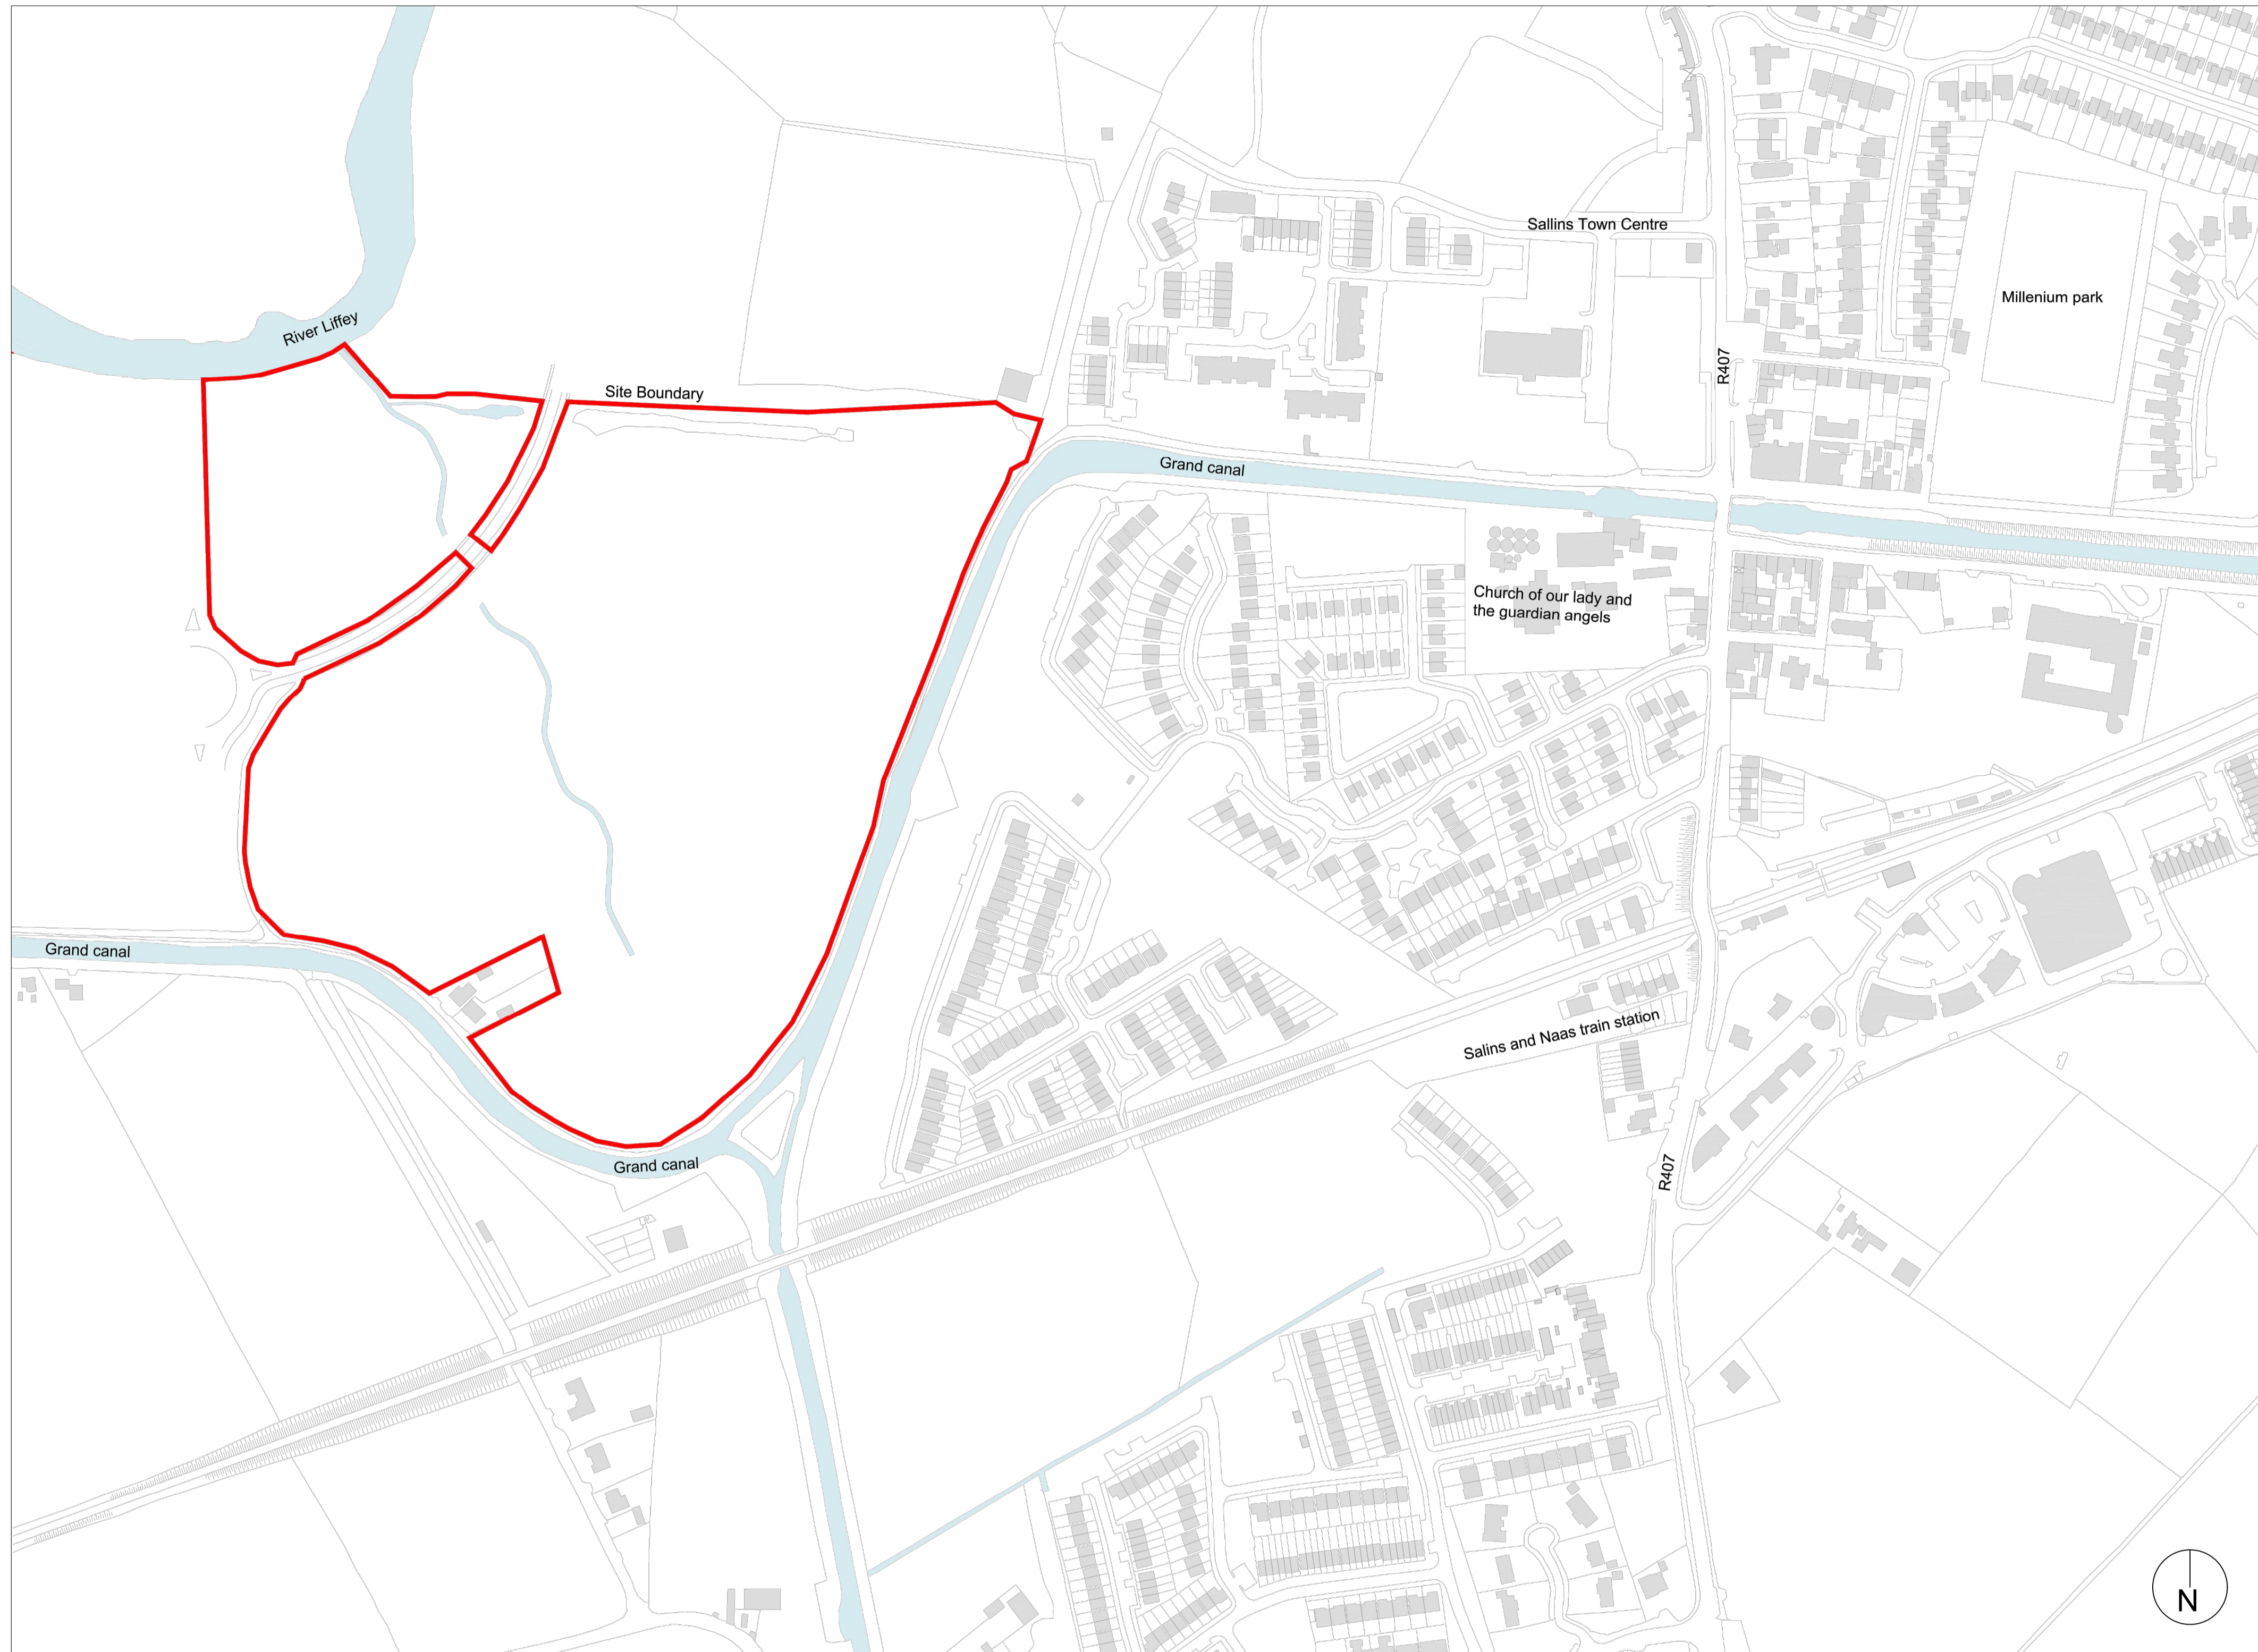 Sallins Town Centre
Millenium park
River Liffey
R407
Site Boundary
Grand canal
Church of our lady and
the guardian angels
Grand canal
Salins and Naas train station
Grand canal
R407
N